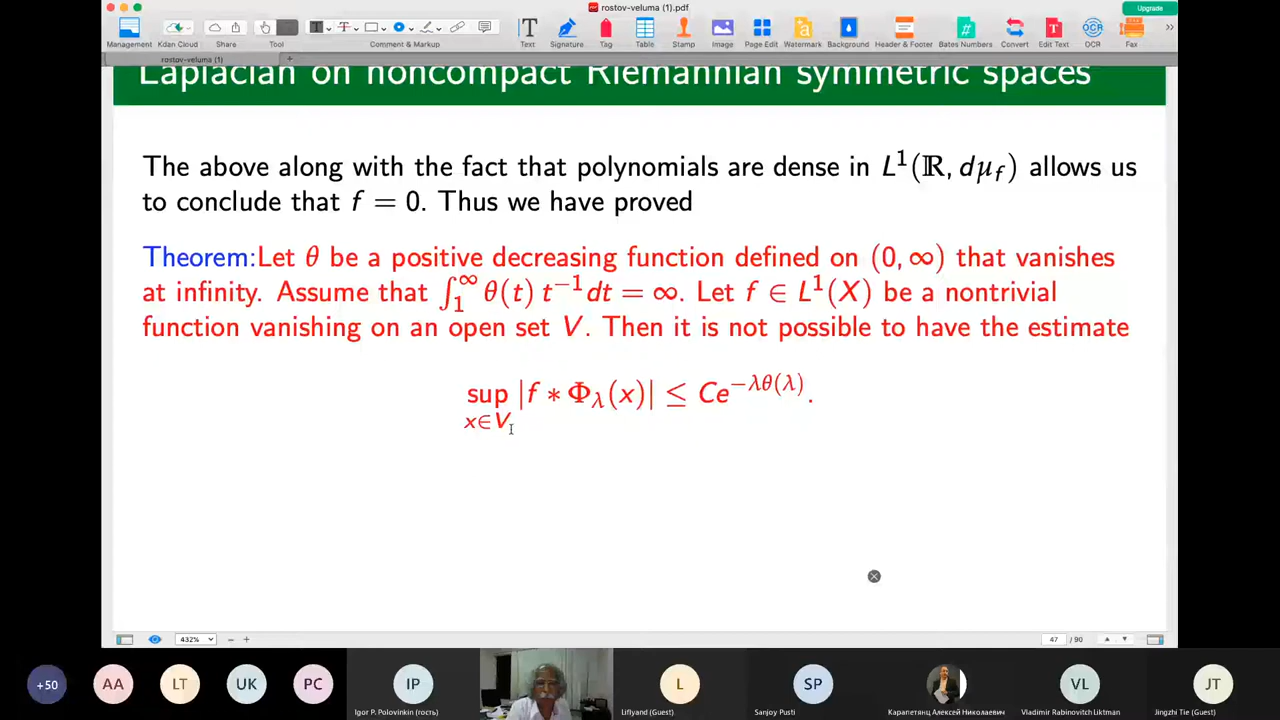 rostov-veluma (1).pdf
Upgrade
Management Kdan Cloud Share Tool Comment & Markup Text Signature Tag Table Stamp Image Page Edit Watermark Background Header & Footer Bates Numbers Convert Edit Text OCR Fax
rostov-veluma (1)
Laplacian on noncompact Riemannian symmetric spaces
The above along with the fact that polynomials are dense in L¹(ℝ, dμ_f) allows us
to conclude that f = 0. Thus we have proved
Theorem:Let θ be a positive decreasing function defined on (0, ∞) that vanishes
at infinity. Assume that ∫₁^∞ θ(t) t⁻¹dt = ∞. Let f ∈ L¹(X) be a nontrivial
function vanishing on an open set V. Then it is not possible to have the estimate
sup |f ∗ Φ_λ(x)| ≤ Ce^{−λθ(λ)}.
x∈V
432% 47 / 90
+50 AA LT UK PC IP L SP VL JT
Igor P. Polovinkin (гость) Liflyand (Guest) Sanjoy Pusti Карапетянц Алексей Николаевич Vladimir Rabinovitch Liktman Jingzhi Tie (Guest)